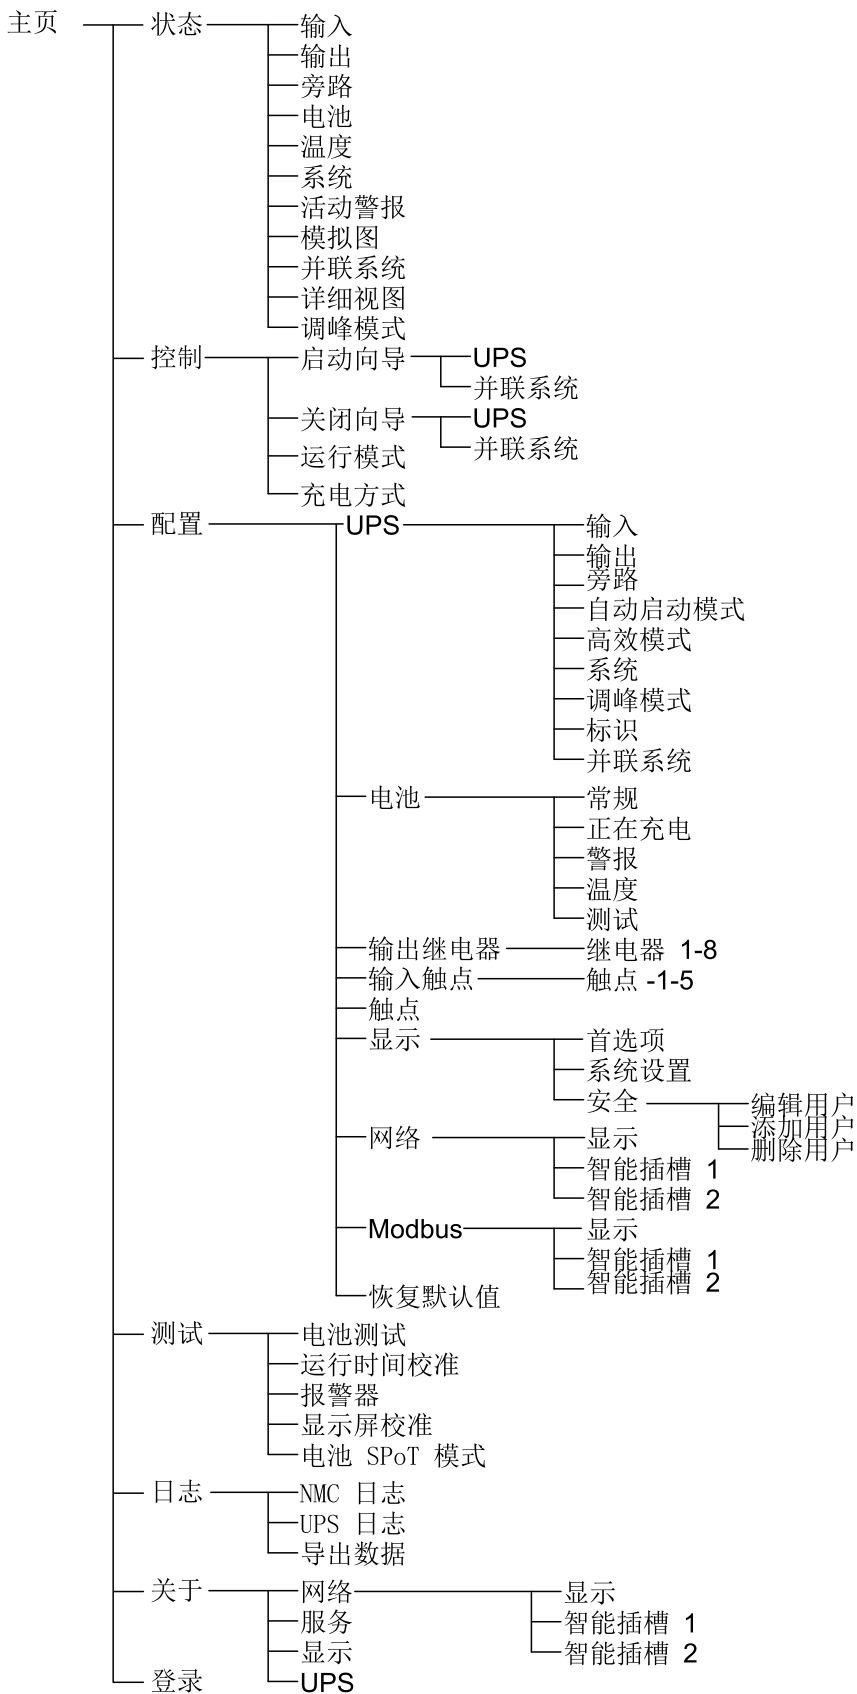 主页
状态
输入
输出
旁路
电池
温度
系统
活动警报
模拟图
并联系统
详细视图
调峰模式
控制
启动向导
UPS
并联系统
关闭向导
UPS
并联系统
运行模式
充电方式
配置
UPS
输入
输出
旁路
自动启动模式
高效模式
系统
调峰模式
标识
并联系统
电池
常规
正在充电
警报
温度
测试
输出继电器
继电器 1-8
输入触点
触点 -1-5
触点
显示
首选项
系统设置
安全
编辑用户
添加用户
删除用户
网络
显示
智能插槽 1
智能插槽 2
Modbus
显示
智能插槽 1
智能插槽 2
恢复默认值
测试
电池测试
运行时间校准
报警器
显示屏校准
电池 SPoT 模式
日志
NMC 日志
UPS 日志
导出数据
关于
网络
显示
智能插槽 1
智能插槽 2
服务
显示
UPS
登录